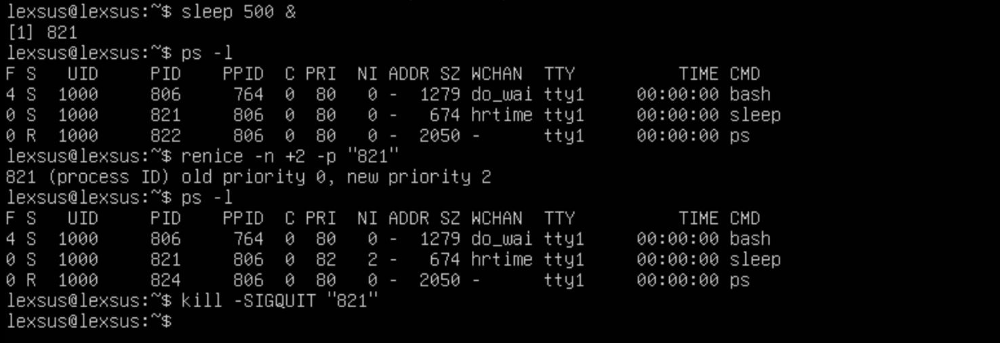 lexsus@lexsus:~$ sleep 500 &
[1] 821
lexsus@lexsus:~$ ps -l
F S   UID     PID    PPID  C PRI  NI ADDR SZ WCHAN  TTY          TIME CMD
4 S  1000     806     764  0  80   0 -  1279 do_wai tty1     00:00:00 bash
0 S  1000     821     806  0  80   0 -   674 hrtime tty1     00:00:00 sleep
0 R  1000     822     806  0  80   0 -  2050 -      tty1     00:00:00 ps
lexsus@lexsus:~$ renice -n +2 -p "821"
821 (process ID) old priority 0, new priority 2
lexsus@lexsus:~$ ps -l
F S   UID     PID    PPID  C PRI  NI ADDR SZ WCHAN  TTY          TIME CMD
4 S  1000     806     764  0  80   0 -  1279 do_wai tty1     00:00:00 bash
0 S  1000     821     806  0  82   2 -   674 hrtime tty1     00:00:00 sleep
0 R  1000     824     806  0  80   0 -  2050 -      tty1     00:00:00 ps
lexsus@lexsus:~$ kill -SIGQUIT "821"
lexsus@lexsus:~$